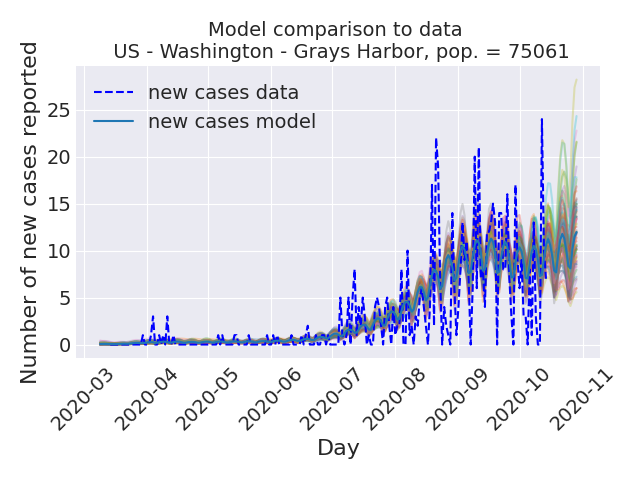 Model comparison to data
US - Washington - Grays Harbor, pop. = 75061
Number of new cases reported
new cases data
new cases model
25
20
15
10
5
0
2020-03
2020-04
2020-05
2020-06
2020-07
2020-08
2020-09
2020-10
2020-11
Day